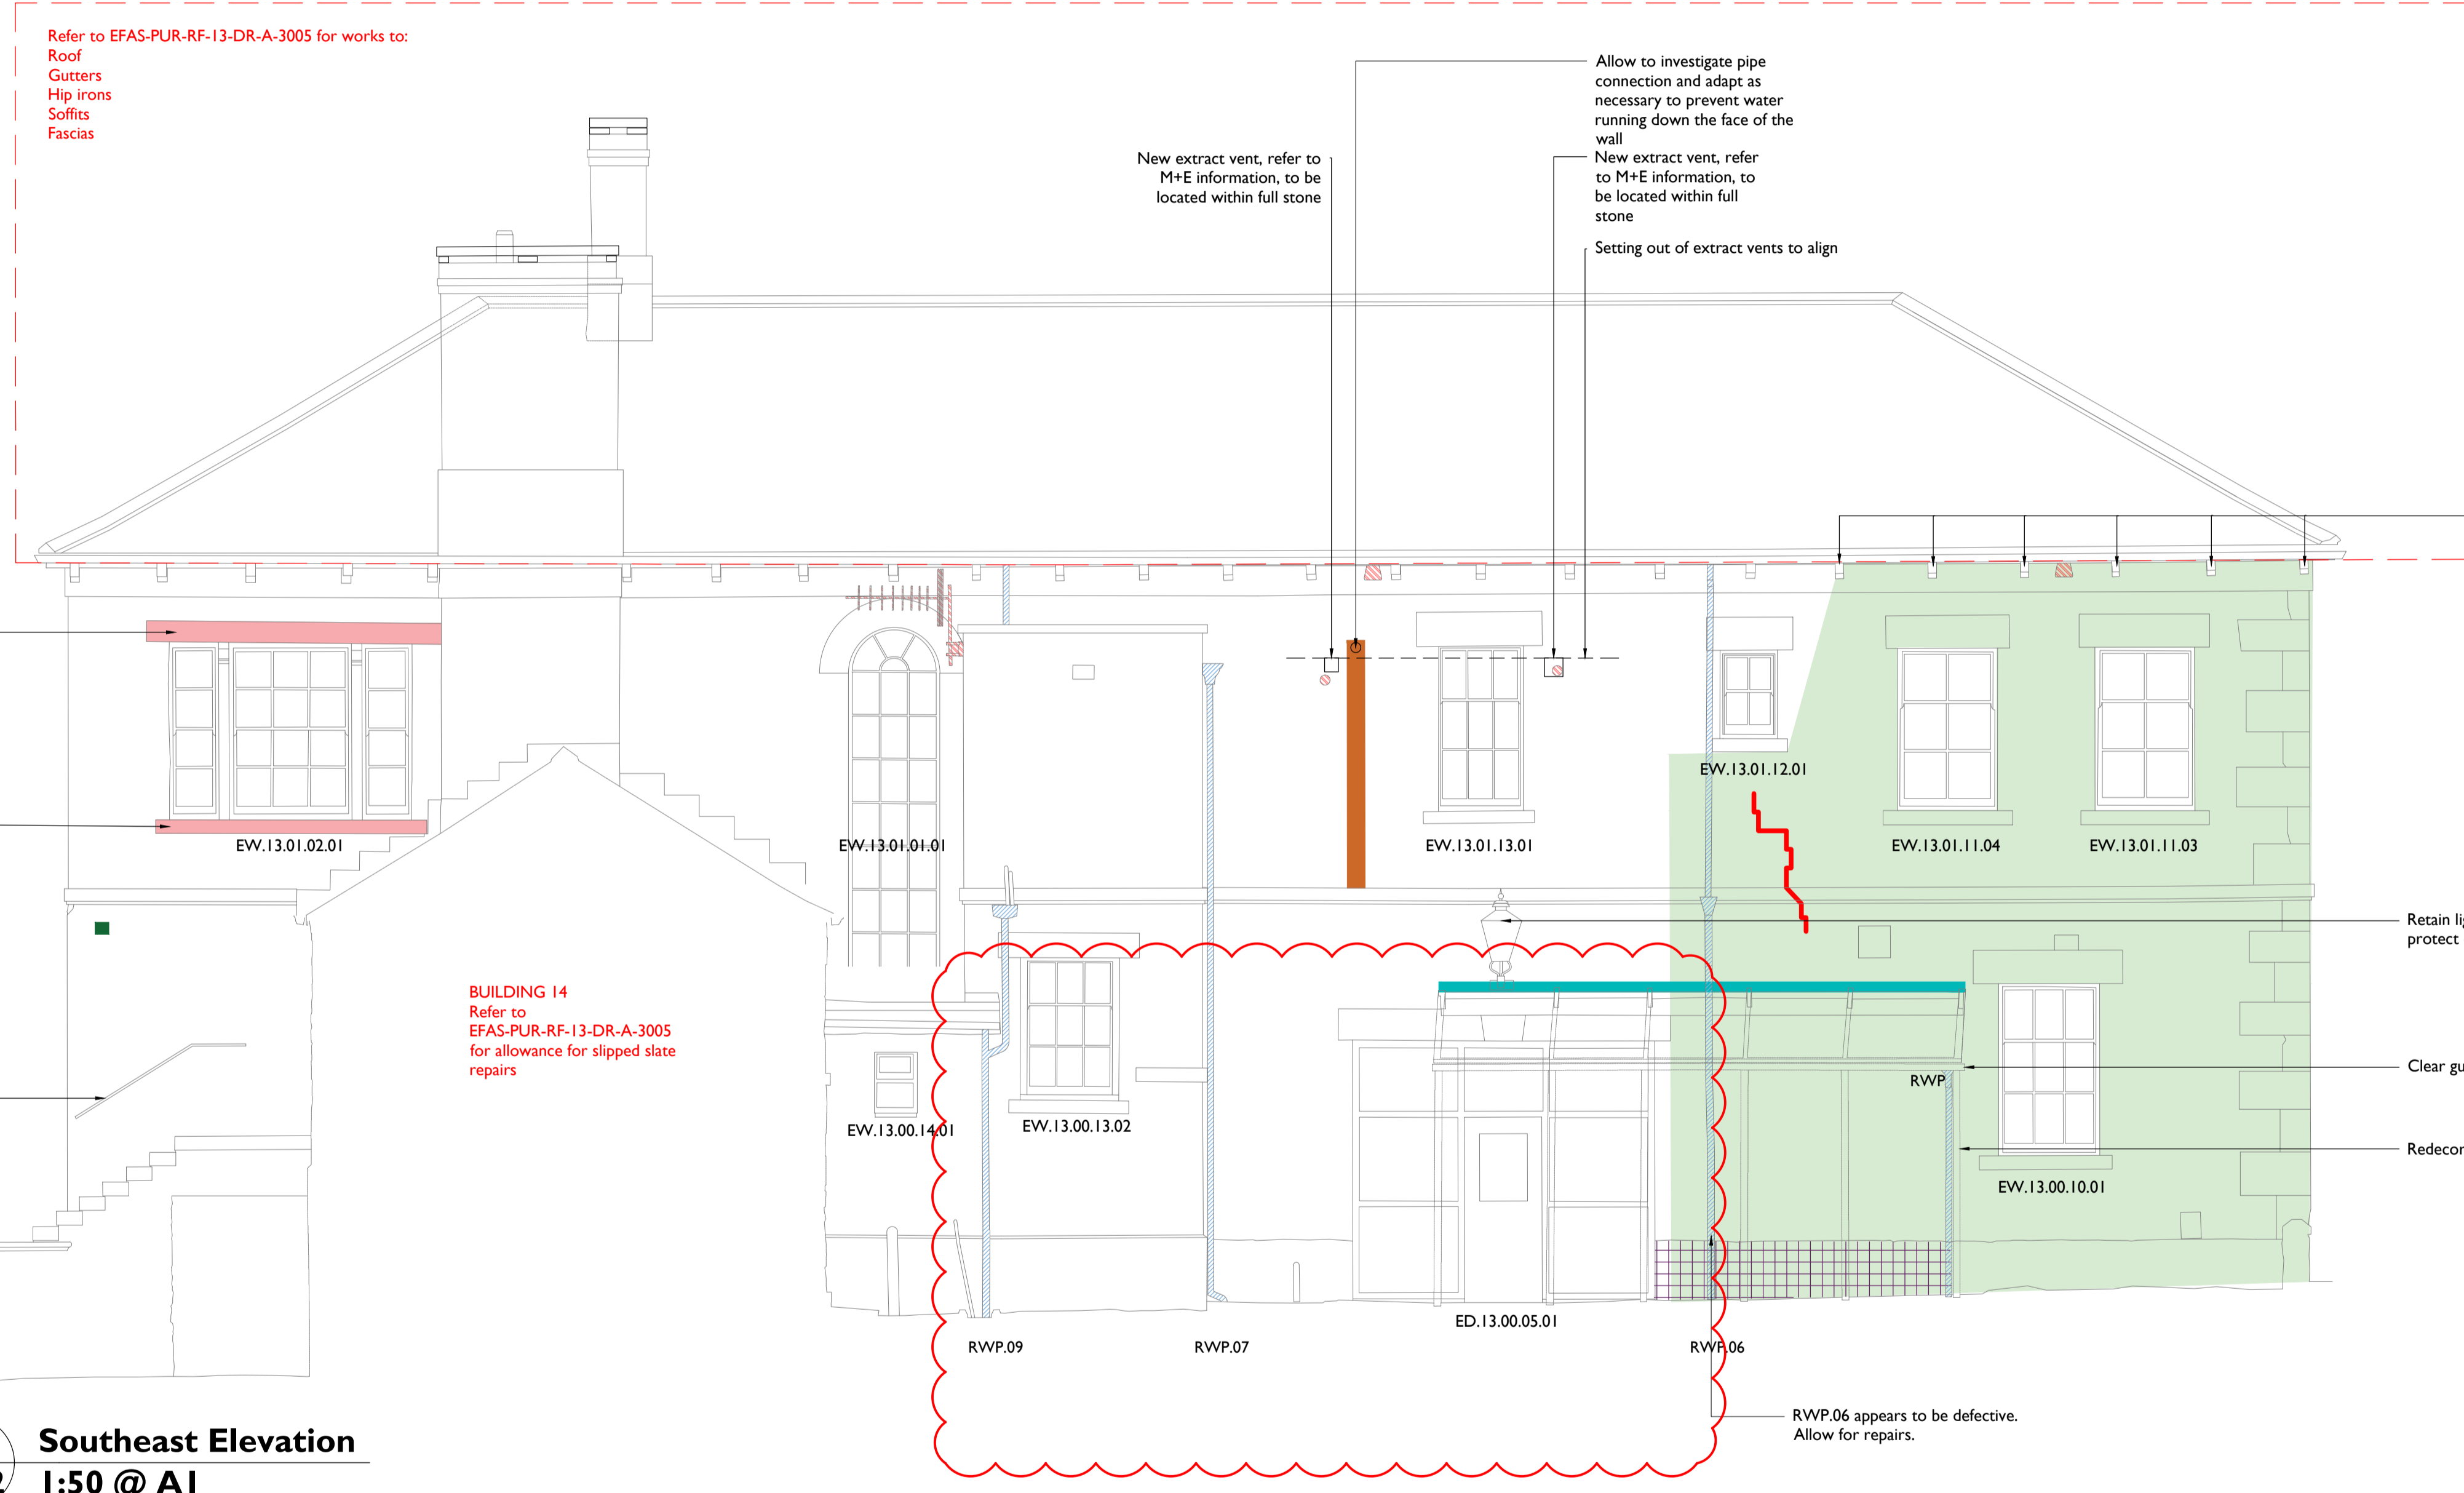 Refer to EFAS-PUR-RF-13-DR-A-3005 for works to:
Roof
Gutters
Hip irons
Soffits
Fascias
Allow to investigate pipe
connection and adapt as
necessary to prevent water
running down the face of the
wall
New extract vent, refer to
M+E information, to be
located within full stone
New extract vent, refer
to M+E information, to
be located within full
stone
Setting out of extract vents to align
EW.13.01.12.01
EW.13.01.02.01
EW.13.01.01.01
EW.13.01.13.01
EW.13.01.11.04
EW.13.01.11.03
Retain
protect
BUILDING 14
Refer to
EFAS-PUR-RF-13-DR-A-3005
for allowance for slipped slate
repairs
Clear
RWP
EW.13.00.14.01
EW.13.00.13.02
EW.13.00.10.01
ED.13.00.05.01
RWP.09
RWP.07
RWP.06
RWP.06 appears to be defective.
Allow for repairs.
Southeast Elevation
1:50 @ A1